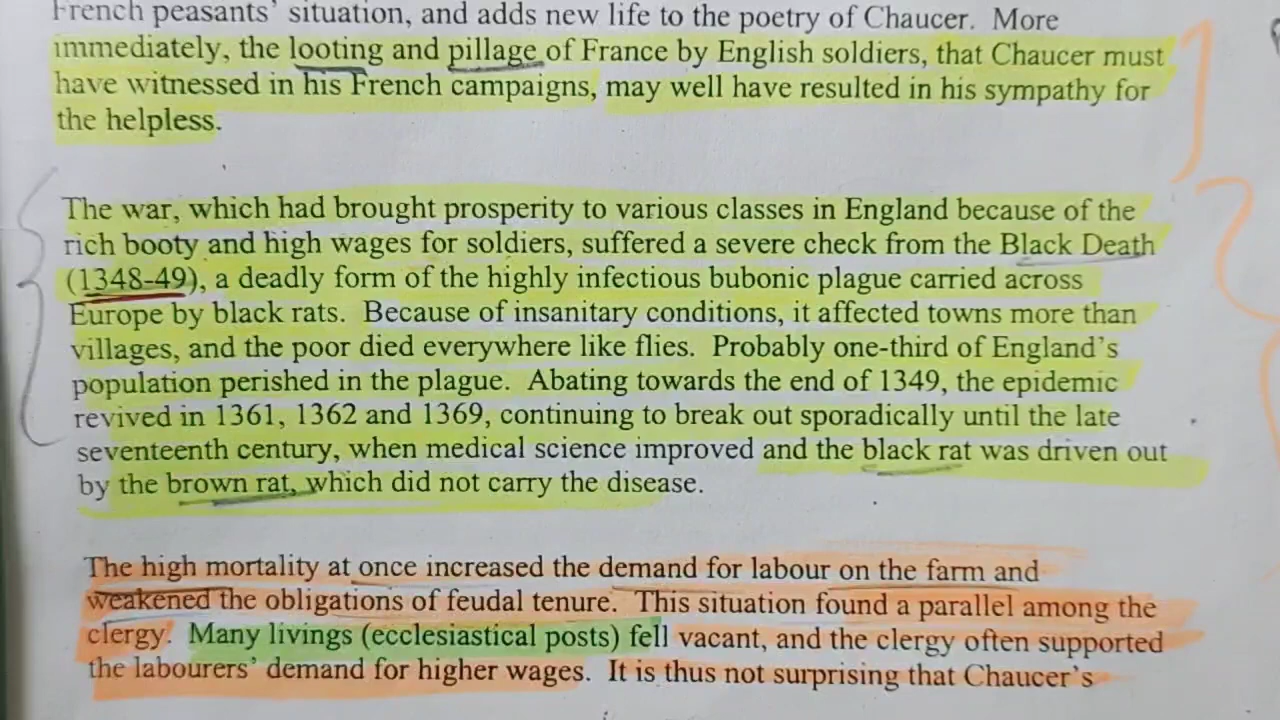 French peasants' situation, and adds new life to the poetry of Chaucer. More
immediately, the looting and pillage of France by English soldiers, that Chaucer must
have witnessed in his French campaigns, may well have resulted in his sympathy for
the helpless.
The war, which had brought prosperity to various classes in England because of the
rich booty and high wages for soldiers, suffered a severe check from the Black Death
(1348-49), a deadly form of the highly infectious bubonic plague carried across
Europe by black rats. Because of insanitary conditions, it affected towns more than
villages, and the poor died everywhere like flies. Probably one-third of England's
population perished in the plague. Abating towards the end of 1349, the epidemic
revived in 1361, 1362 and 1369, continuing to break out sporadically until the late
seventeenth century, when medical science improved and the black rat was driven out
by the brown rat, which did not carry the disease.
The high mortality at once increased the demand for labour on the farm and
weakened the obligations of feudal tenure. This situation found a parallel among the
clergy. Many livings (ecclesiastical posts) fell vacant, and the clergy often supported
the labourers' demand for higher wages. It is thus not surprising that Chaucer's